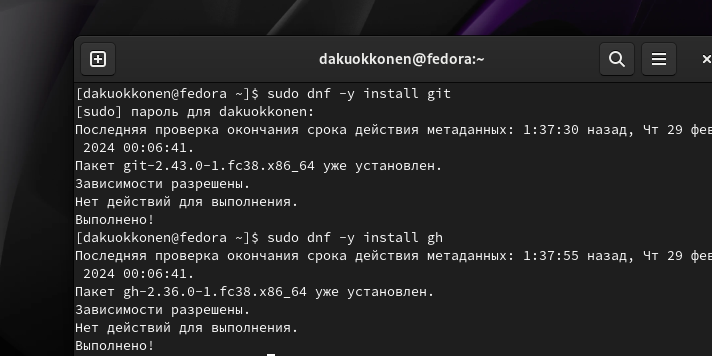 dakuokkonen@fedora:~
[dakuokkonen@fedora ~]$ sudo dnf -y install git
[sudo] пароль для dakuokkonen:
Последняя проверка окончания срока действия метаданных: 1:37:30 назад, Чт 29 фев
2024 00:06:41.
Пакет git-2.43.0-1.fc38.x86_64 уже установлен.
Зависимости разрешены.
Нет действий для выполнения.
Выполнено!
[dakuokkonen@fedora ~]$ sudo dnf -y install gh
Последняя проверка окончания срока действия метаданных: 1:37:55 назад, Чт 29 фев
2024 00:06:41.
Пакет gh-2.36.0-1.fc38.x86_64 уже установлен.
Зависимости разрешены.
Нет действий для выполнения.
Выполнено!